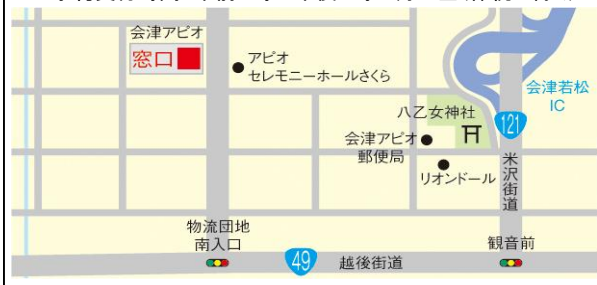 会津アピオ
窓口
アピオ
セレモニーホールさくら
会津若松
IC
八乙女神社
121
会津アピオ
郵便局
リオンドール
米沢街道
物流団地
南入口
49
越後街道
観音前